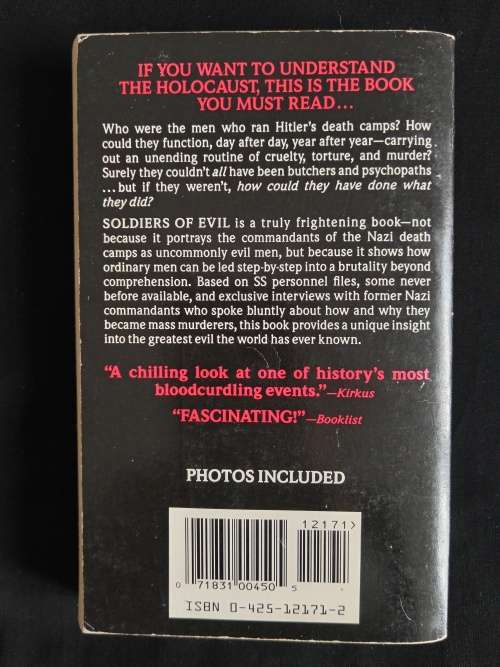 IF YOU WANT TO UNDERSTAND
THE HOLOCAUST, THIS IS THE BOOK
YOU MUST READ...
Who were the men who ran Hitler's death camps? How
could they function, day after day, year after year—carrying
out an unending routine of cruelty, torture, and murder?
Surely they couldn't all have been butchers and psychopaths
...but if they weren't, how could they have done what
they did?
SOLDIERS OF EVIL is a truly frightening book—not
because it portrays the commandants of the Nazi death
camps as uncommonly evil men, but because it shows how
ordinary men can be led step-by-step into a brutality beyond
comprehension. Based on SS personnel files, some never
before available, and exclusive interviews with former Nazi
commandants who spoke bluntly about how and why they
became mass murderers, this book provides a unique insight
into the greatest evil the world has ever known.
"A chilling look at one of history's most
bloodcurdling events."—Kirkus
"FASCINATING!"—Booklist
PHOTOS INCLUDED
12171>
0 71831 00450 5
ISBN 0-425-12171-2